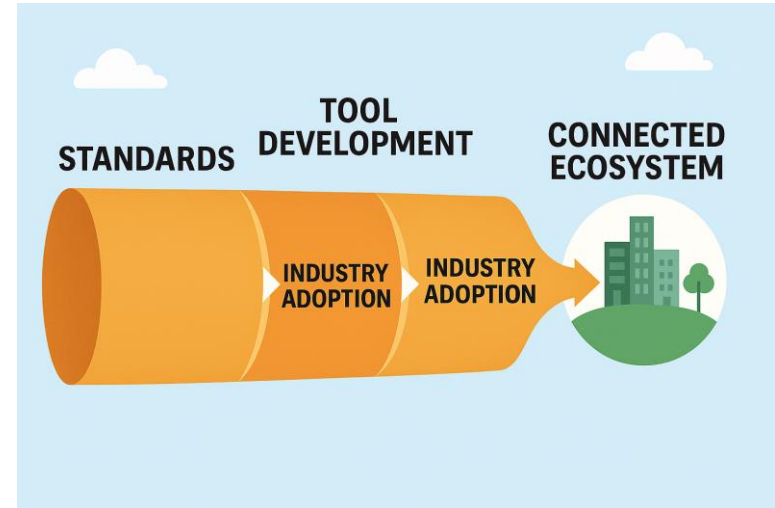 STANDARDS
TOOL
DEVELOPMENT
CONNECTED
ECOSYSTEM
INDUSTRY
ADOPTION
INDUSTRY
ADOPTION